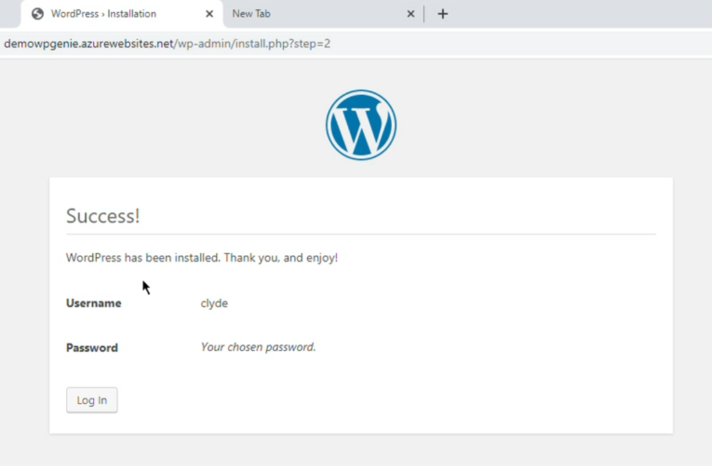 WordPress › Installation
New Tab
demowpgenie.azurewebsites.net/wp-admin/install.php?step=2
W
Success!
WordPress has been installed. Thank you, and enjoy!
Username clyde
Password Your chosen password.
Log In